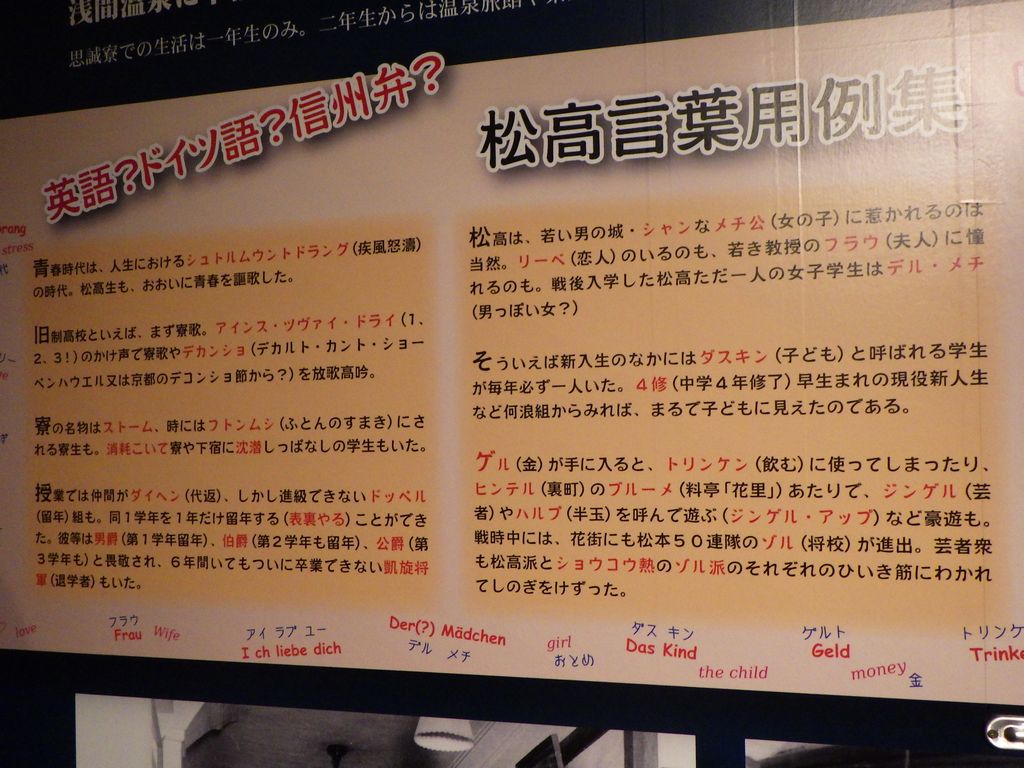 浅間温泉に
思誠寮での生活は一年生のみ。二年生からは温泉旅館や
英語?ドイツ語?信州弁?
青春時代は、人生におけるシュトルムウントドラング(疾風怒濤)
の時代。松高生も、おおいに青春を謳歌した。
旧制高校といえば、まず寮歌。アインス・ツヴァイ・ドライ(1、
2、3!)のかけ声で寮歌やデカンショ(デカルト・カント・ショー
ペンハウエル又は京都のデコンショ節から?)を放歌高吟。
寮の名物はストーム、時にはフトンムシ(ふとんのすまき)にさ
れる寮生も。消耗こいて寮や下宿に沈潜しっぱなしの学生もいた。
授業では仲間がダイヘン(代返)、しかし進級できないドッペル
(留年)組も。同1学年を1年だけ留年する(表裏やる)ことができ
た。彼等は男爵(第1学年留年)、伯爵(第2学年も留年)、公爵(第
3学年も)と畏敬され、6年間いてもついに卒業できない凱旋将
軍(退学者)もいた。
松高言葉用例集
松高は、若い男の城・シャンなメチ公(女の子)に惹かれるのは
当然。リーベ(恋人)のいるのも、若き教授のフラウ(夫人)に憧
れるのも。戦後入学した松高ただ一人の女子学生はデル・メチ
(男っぽい女?)
そういえば新入生のなかにはダスキン(子ども)と呼ばれる学生
が毎年必ず一人いた。4修(中学4年修了)早生まれの現役新人生
など何浪組からみれば、まるで子どもに見えたのである。
ゲル(金)が手に入ると、トリンケン(飲む)に使ってしまったり、
ヒンテル(裏町)のブルーメ(料亭「花里」)あたりで、ジンゲル(芸
者)やハルプ(半玉)を呼んで遊ぶ(ジンゲル・アップ)など豪遊も。
戦時中には、花街にも松本50連隊のゾル(将校)が進出。芸者衆
も松高派とショウコウ熱のゾル派のそれぞれのひいき筋にわかれ
てしのぎをけずった。
rang
stress
代
love
フラウ
Frau Wife
アイ ラブ ユー
I ch liebe dich
Der(?) Mädchen
デル メチ
girl
おとめ
ダス キン
Das Kind
the child
ゲルト
Geld
money
金
トリンケ
Trinke